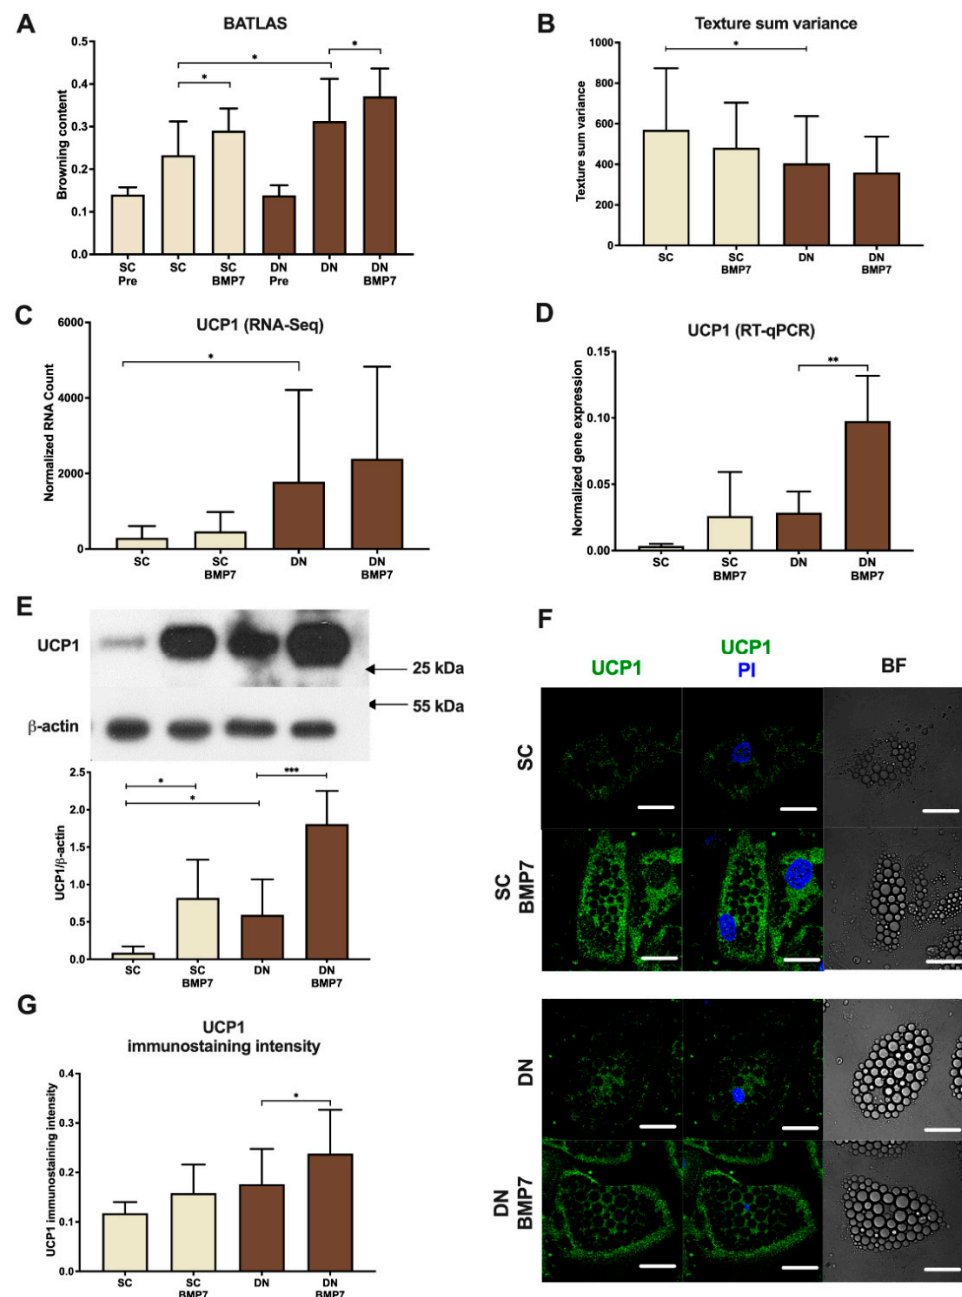 A
BATLAS
Browning content
0.5
0.4
0.3
0.2
0.1
0.0
*
*
*
SC
Pre
SC
SC
BMP7
DN
Pre
DN
DN
BMP7
B
Texture sum variance
Texture sum variance
1000
800
600
400
200
0
*
SC
SC
BMP7
DN
DN
BMP7
C
UCP1 (RNA-Seq)
Normalized RNA Count
6000
4000
2000
0
*
SC
SC
BMP7
DN
DN
BMP7
D
UCP1 (RT-qPCR)
Normalized gene expression
0.15
0.10
0.05
0.00
**
SC
SC
BMP7
DN
DN
BMP7
E
UCP1
25 kDa
55 kDa
β-actin
UCP1/β-actin
2.5
2.0
1.5
1.0
0.5
0.0
*
*
***
SC
SC
BMP7
DN
DN
BMP7
F
UCP1
UCP1
PI
BF
SC
SC
BMP7
DN
DN
BMP7
G
UCP1
immunostaining intensity
UCP1 immunostaining intensity
0.4
0.3
0.2
0.1
0.0
*
SC
SC
BMP7
DN
DN
BMP7